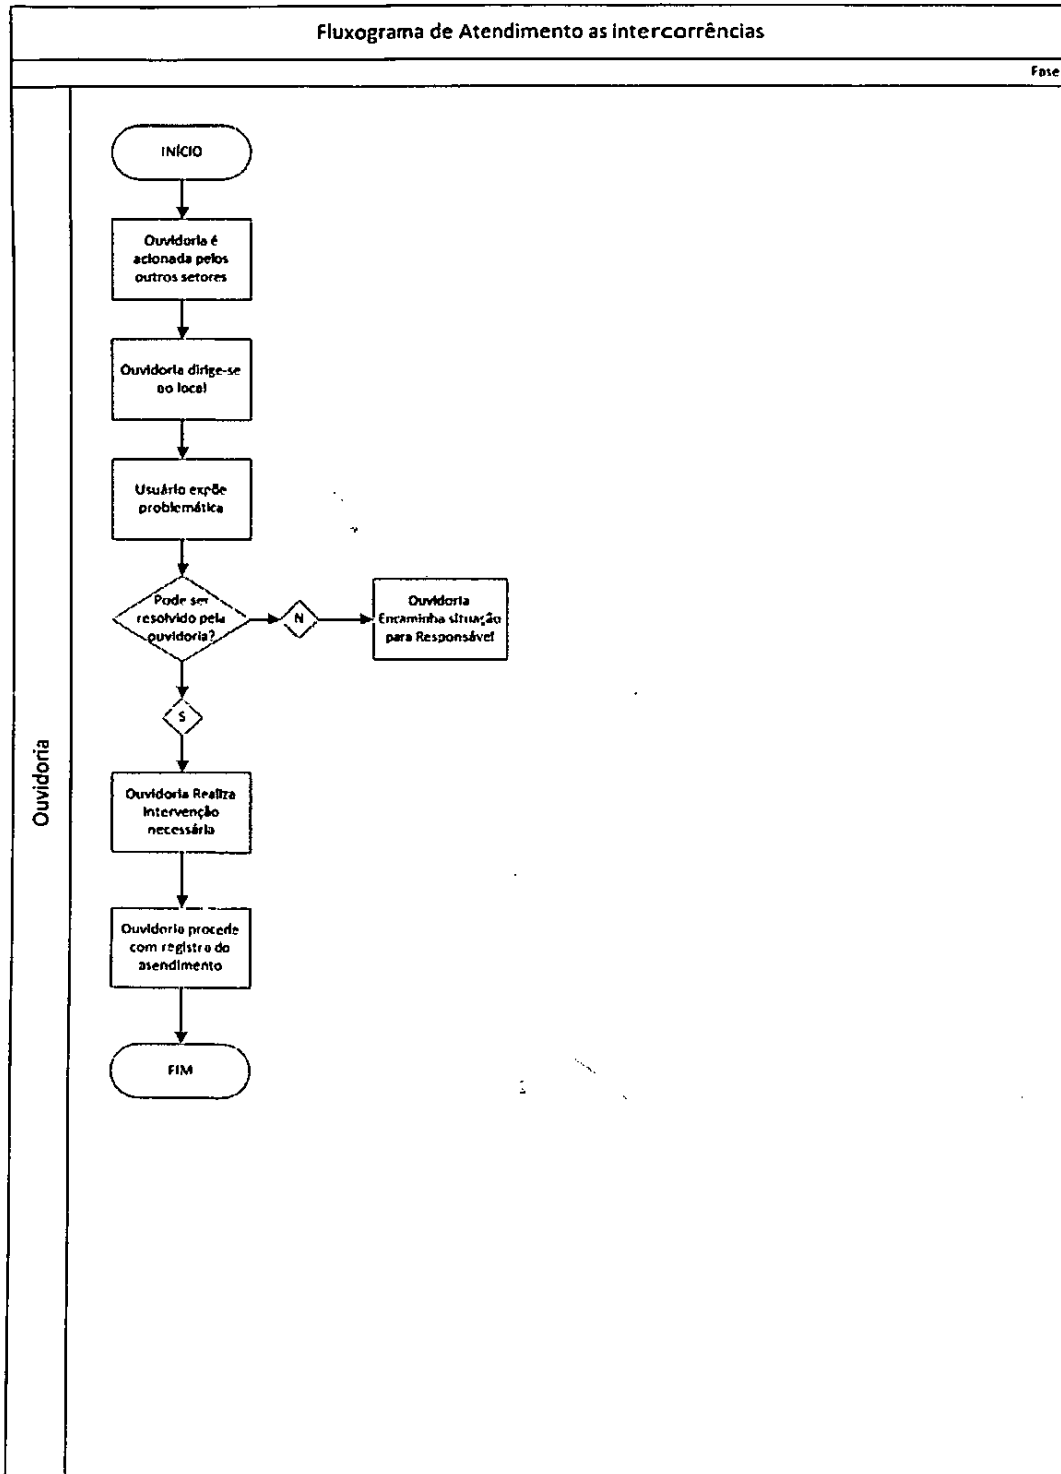 Fluxograma de Atendimento as intercorrências
Fase
Ouvidoria
INÍCIO
Ouvidoria é
acionada pelos
outros setores
Ouvidoria dirige-se
ao local
Usuário expõe
problemática
Pode ser
resolvido pela
ouvidoria?
N
Ouvidoria
Encaminha situação
para Responsável
S
Ouvidoria Realiza
intervenção
necessária
Ouvidoria procede
com registro do
asendimento
FIM